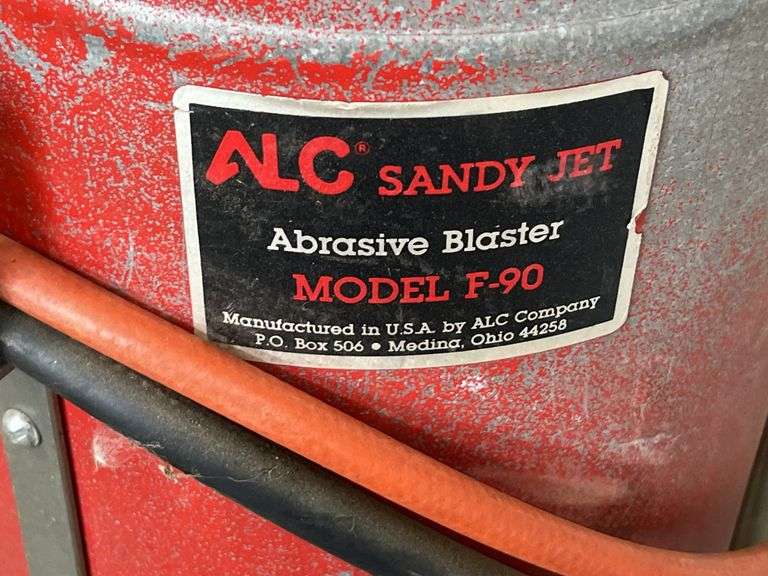 ALC® SANDY JET
Abrasive Blaster
MODEL F-90
Manufactured in U.S.A. by ALC Company
P.O. Box 506 • Medina, Ohio 44258